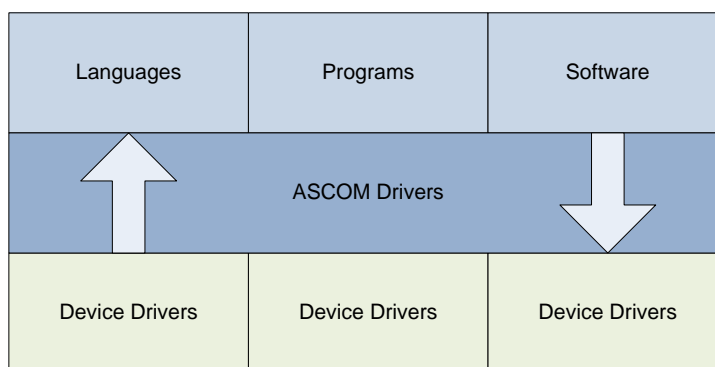 Languages
Programs
Software
ASCOM Drivers
Device Drivers
Device Drivers
Device Drivers